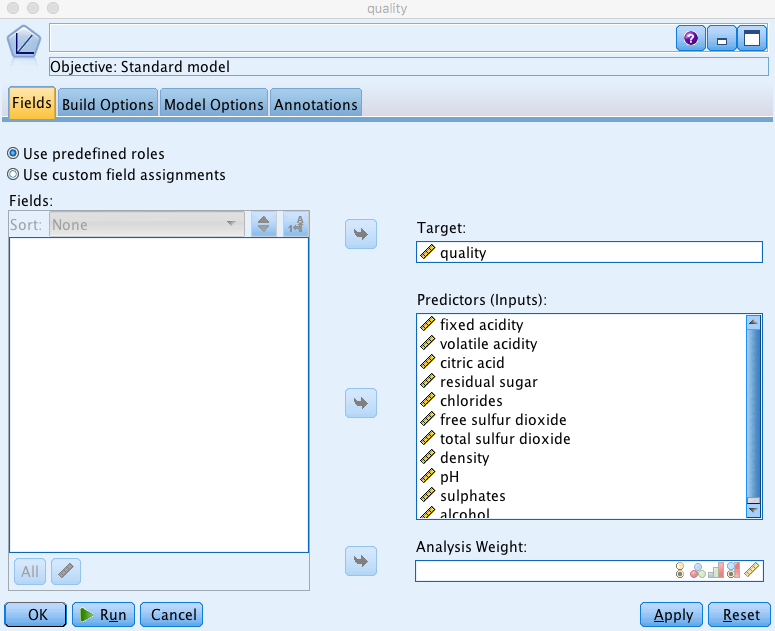 quality
Objective: Standard model
Fields Build Options Model Options Annotations
Use predefined roles
Use custom field assignments
Fields:
Sort: None
Target:
quality
Predictors (Inputs):
fixed acidity
volatile acidity
citric acid
residual sugar
chlorides
free sulfur dioxide
total sulfur dioxide
density
pH
sulphates
alcohol
Analysis Weight:
All
OK Run Cancel Apply Reset